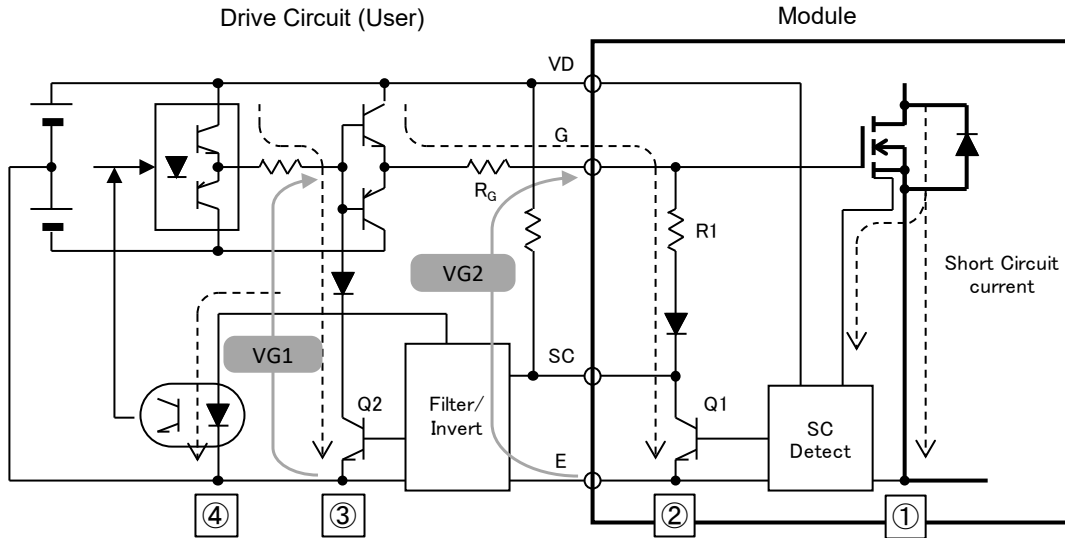 Drive Circuit (User)
Module
VD
G
R_G
R1
VG2
Short Circuit
current
VG1
SC
Q2
Filter/
Invert
Q1
SC
Detect
E
④
③
②
①